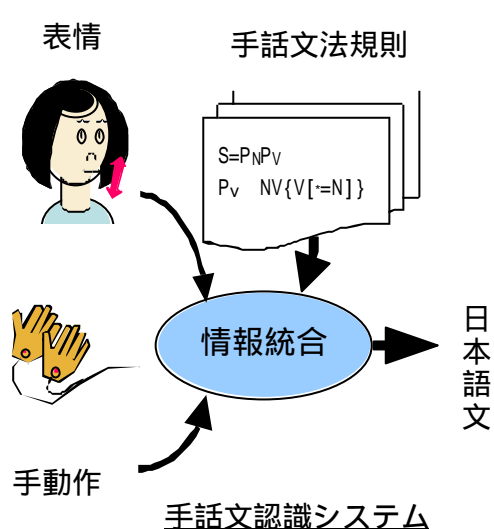 表情
手話文法規則
S=PNPV
Pv NV{V[*=N]}
情報統合
日本語文
手動作
手話文認識システム